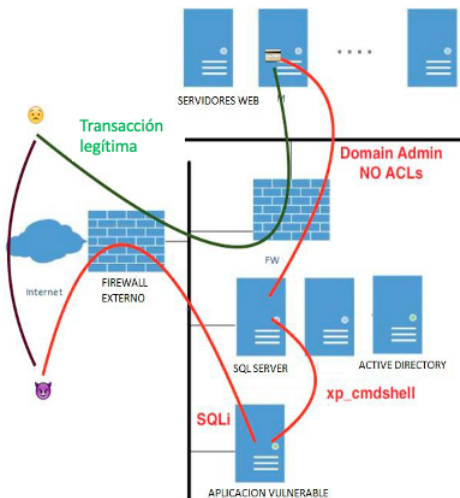 SERVIDORES WEB
....
Transacción
legítima
Domain Admin
NO ACLs
Internet
FIREWALL
EXTERNO
FW
SQL SERVER
ACTIVE DIRECTORY
xp_cmdshell
SQLi
APLICACION VULNERABLE